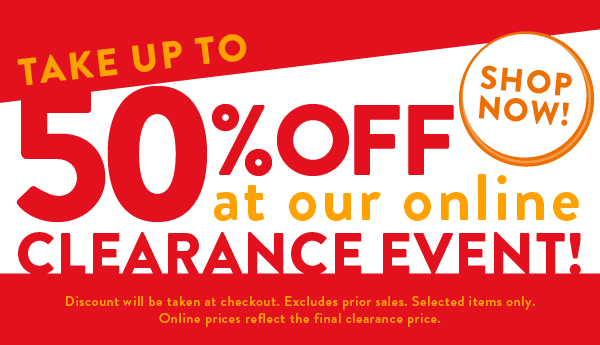 TAKE UP TO
50%OFF
SHOP
NOW!
at our online
CLEARANCE EVENT!
Discount will be taken at checkout. Excludes prior sales. Selected items only.
Online prices reflect the final clearance price.